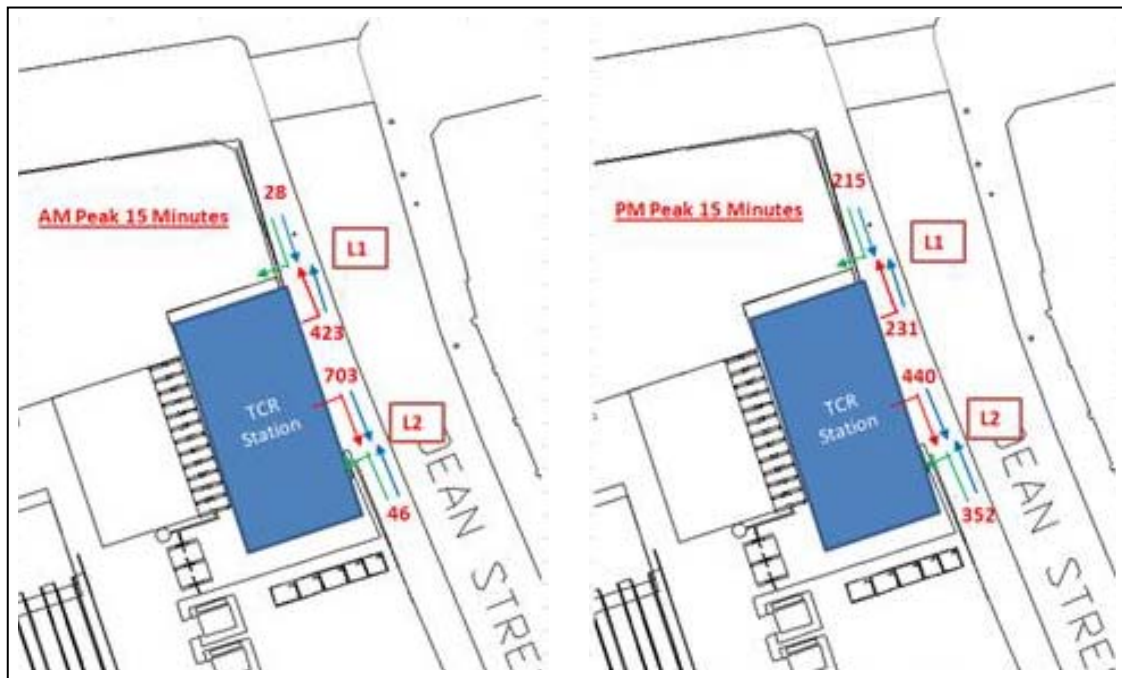 28
AM Peak 15 Minutes
L1
423
703
TCR
Station
L2
46
DEAN STRE
215
PM Peak 15 Minutes
L1
231
440
TCR
Station
L2
352
DEAN STRE